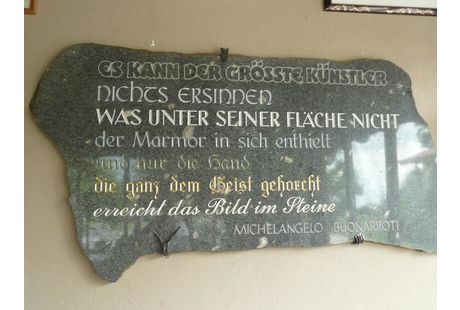 ES KANN DER GRÖSSTE KÜNSTLER
nichts ersinnen
WAS UNTER SEINER FLÄCHE NICHT
der Marmor in sich enthielt
und nur die Hand
die ganz dem Geist gehorcht
erreicht das Bild im Steine
MICHELANGELO BUONARROTI